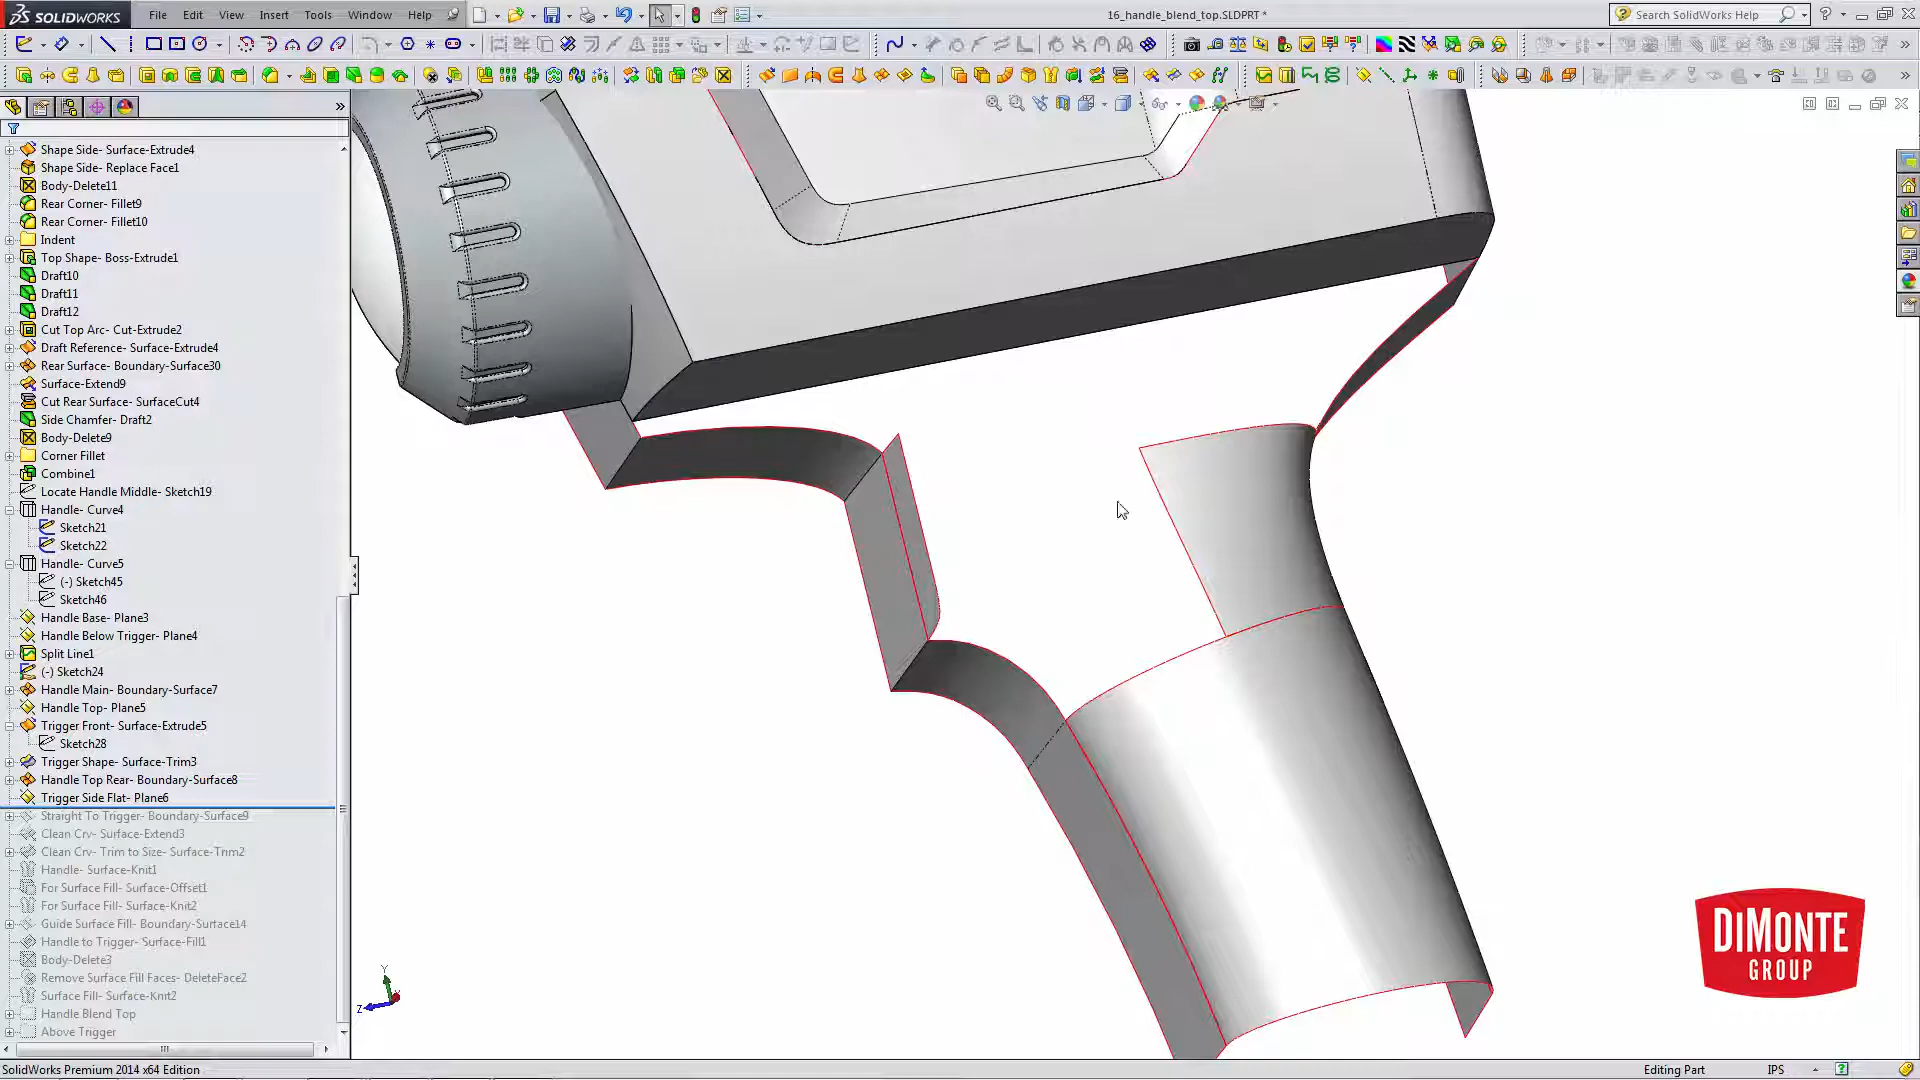 SOLIDWORKS
File Edit View Insert Tools Window Help
16_handle_blend_top.SLDPRT *
Search SolidWorks Help
Shape Side- Surface-Extrude4
Shape Side- Replace Face1
Body-Delete11
Rear Corner- Fillet9
Rear Corner- Fillet10
Indent
Top Shape- Boss-Extrude1
Draft10
Draft11
Draft12
Cut Top Arc- Cut-Extrude2
Draft Reference- Surface-Extrude4
Rear Surface- Boundary-Surface30
Surface-Extend9
Cut Rear Surface- SurfaceCut4
Side Chamfer- Draft2
Body-Delete9
Corner Fillet
Combine1
Locate Handle Middle- Sketch19
Handle- Curve4
Sketch21
Sketch22
Handle- Curve5
(-) Sketch45
Sketch46
Handle Base- Plane3
Handle Below Trigger- Plane4
Split Line1
(-) Sketch24
Handle Main- Boundary-Surface7
Handle Top- Plane5
Trigger Front- Surface-Extrude5
Sketch28
Trigger Shape- Surface-Trim3
Handle Top Rear- Boundary-Surface8
Trigger Side Flat- Plane6
Straight To Trigger- Boundary-Surface9
Clean Crv- Surface-Extend3
Clean Crv- Trim to Size- Surface-Trim2
Handle- Surface-Knit1
For Surface Fill- Surface-Offset1
For Surface Fill- Surface-Knit2
Guide Surface Fill- Boundary-Surface14
Handle to Trigger- Surface-Fill1
Body-Delete3
Remove Surface Fill Faces- DeleteFace2
Surface Fill- Surface-Knit2
Handle Blend Top
Above Trigger
Y
Z
DIMONTE
GROUP
SolidWorks Premium 2014 x64 Edition
Editing Part
IPS